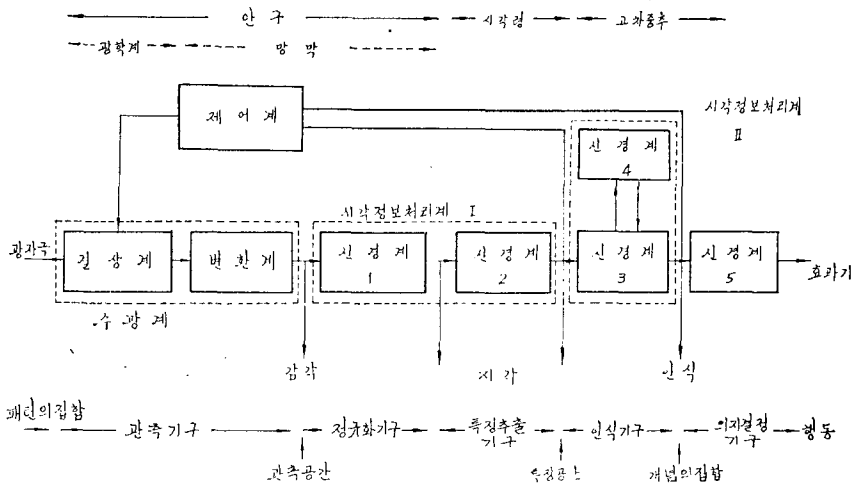 안구 시각령 고차중추
광학계 망막
제어계
시각정보처리계
II
신경계
4
시각정보처리계 I
광자극
결상계
변환계
신경계
1
신경계
2
신경계
3
신경계
5
효과기
수광계
감각
시각
인식
패턴의집합
관측기구
정규화기구
특징추출
기구
인식기구
의지결정
기구
행동
관측공간
특징공간
개념의집합